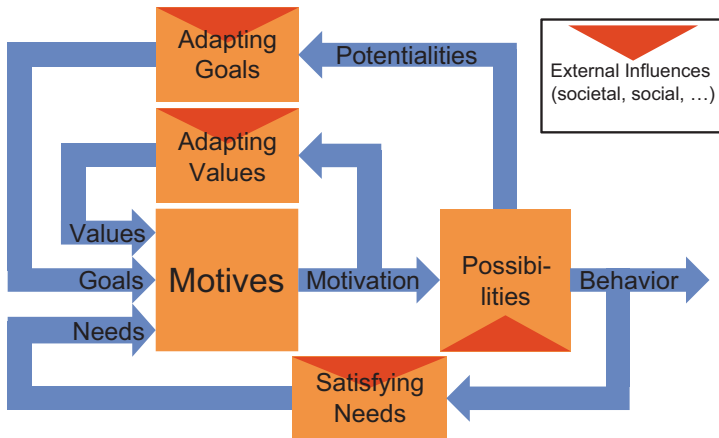 Adapting
Goals
Potentialities
External Influences
(societal, social, …)
Adapting
Values
Values
Goals
Needs
Motives
Motivation
Possibi-
lities
Behavior
Satisfying
Needs